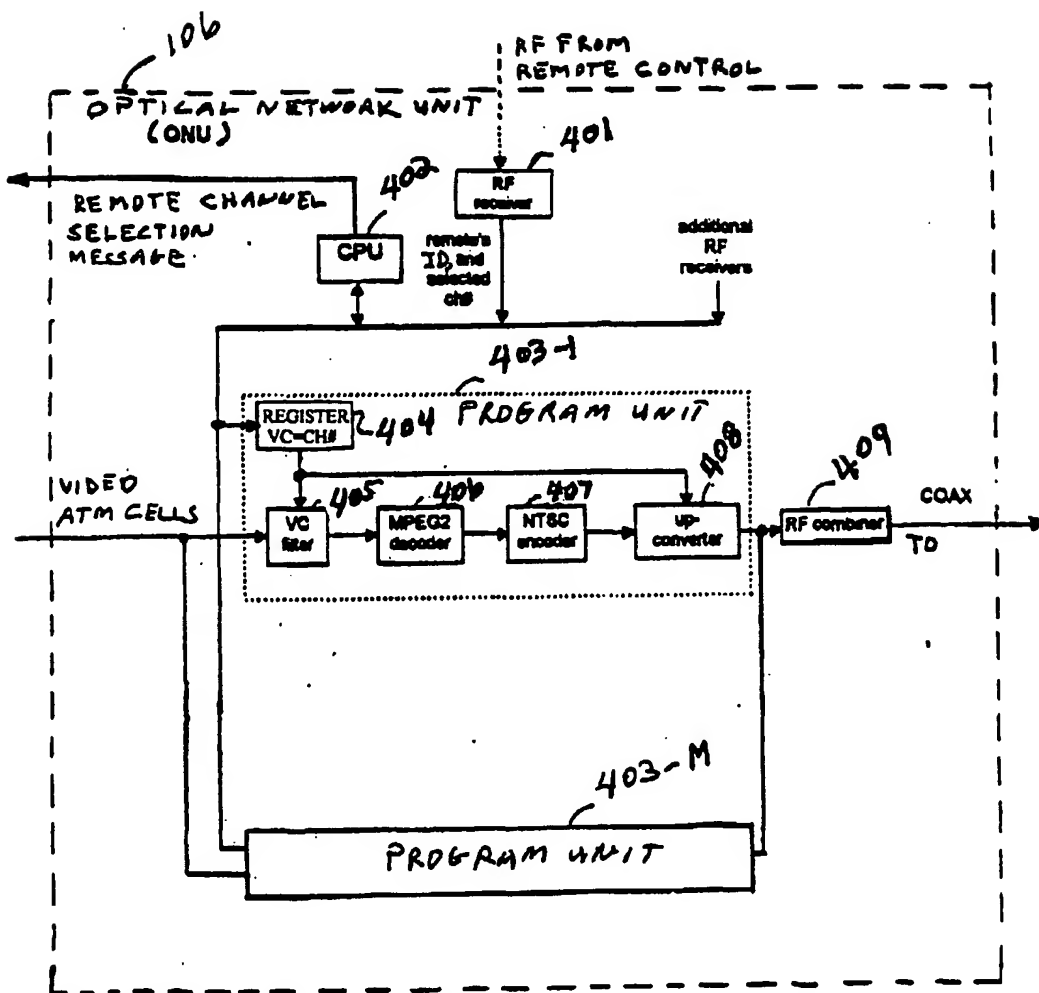 106
RF FROM
REMOTE CONTROL
OPTICAL NETWORK UNIT
(ONU)
401
402
RF
receiver
REMOTE CHANNEL
SELECTION
MESSAGE
CPU
remote's
ID, and
selected
ch#
additional
RF
receivers
403-1
REGISTER
VC=CH#
404
PROGRAM UNIT
408
409
VIDEO
ATM CELLS
405
406
407
VC
filter
MPEG2
decoder
NTSC
encoder
up-
converter
RF combiner
COAX
TO
403-M
PROGRAM UNIT